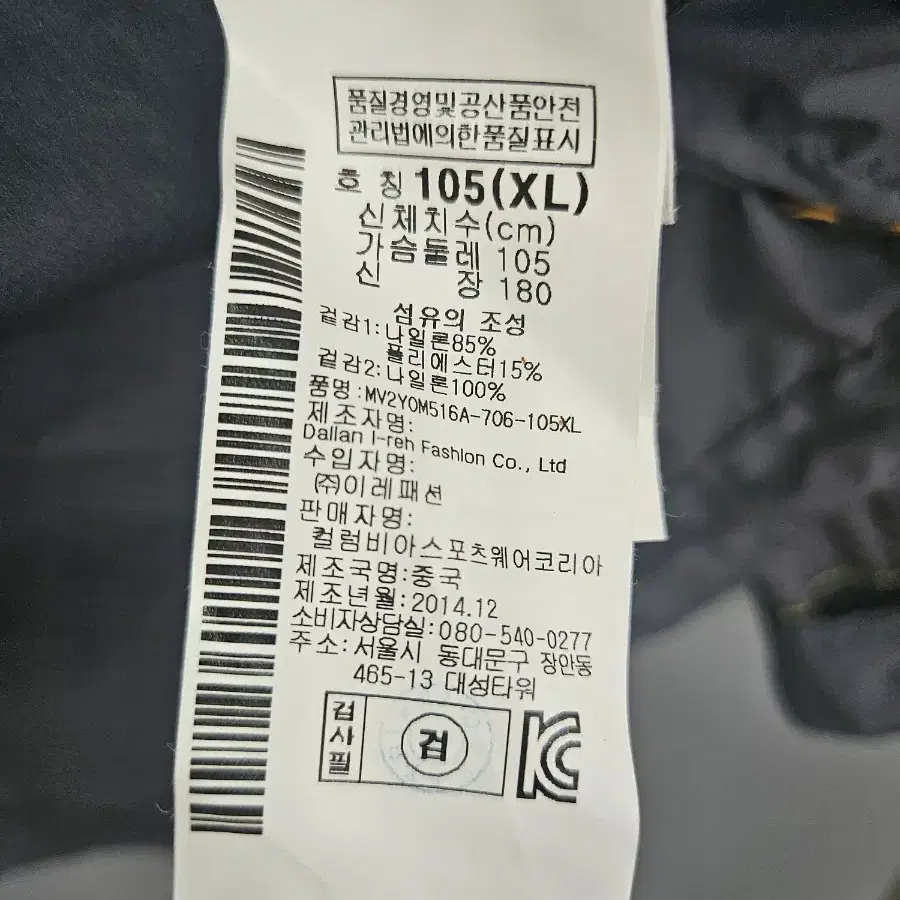 품질경영및공산품안전
관리법에의한품질표시
호 칭 105(XL)
신체치수(cm)
가슴둘레 105
신 장 180
섬유의 조성
겉감1:나일론85%
폴리에스터15%
겉감2:나일론100%
품명:MV2YOM516A-706-105XL
제조자명:
Dalian I-reh Fashion Co., Ltd
수입자명:
㈜이레패션
판매자명:
컬럼비아스포츠웨어코리아
제조국명:중국
제조년월:2014.12
소비자상담실:080-540-0277
주소:서울시 동대문구 장안동
465-13 대성타워
검사필
검
KC